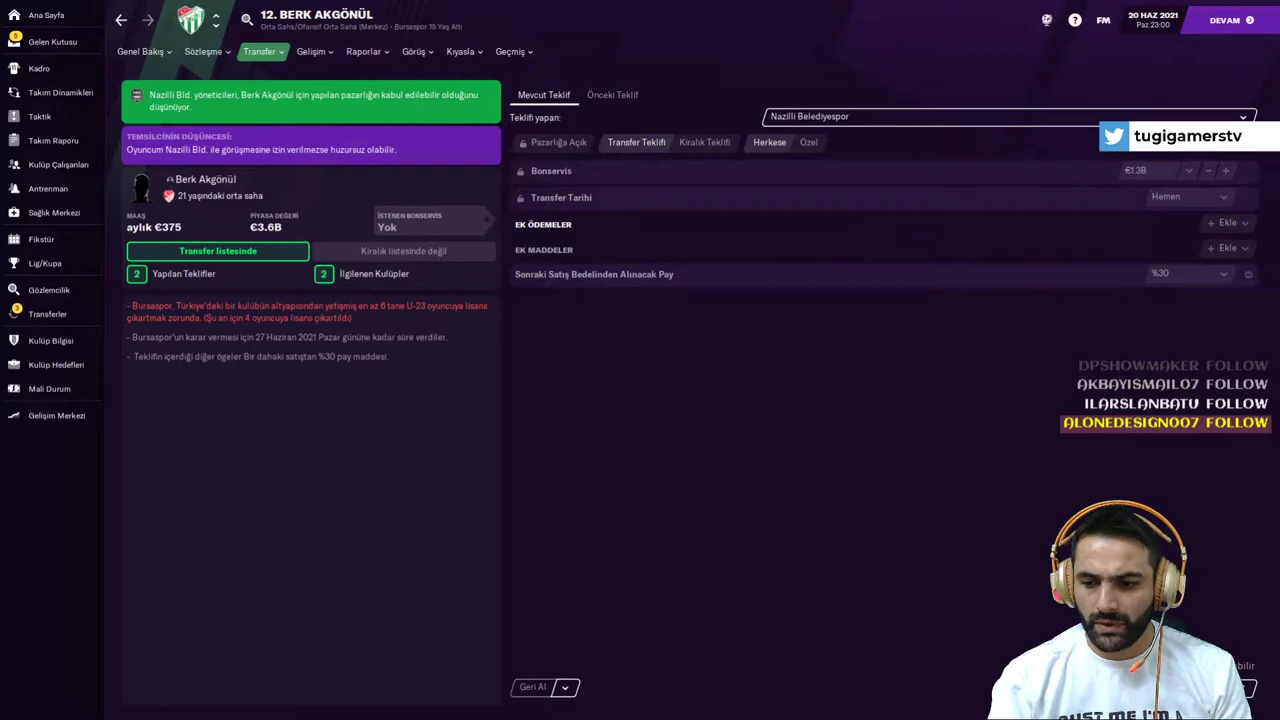 Ana Sayfa
5
Gelen Kutusu
Kadro
Takım Dinamikleri
Taktik
Takım Raporu
Kulüp Çalışanları
Antrenman
Sağlık Merkezi
Fikstür
Lig/Kupa
Gözlemcilik
3
Transferler
Kulüp Bilgisi
Kulüp Hedefleri
Mali Durum
Gelişim Merkezi
12. BERK AKGÖNÜL
Orta Saha/Ofansif Orta Saha (Merkez) - Bursaspor 19 Yaş Altı
?
FM
20 HAZ 2021
Paz 23:00
DEVAM
Genel Bakış
Sözleşme
Transfer
Gelişim
Raporlar
Görüş
Kıyasla
Geçmiş
Nazilli Bld. yöneticileri, Berk Akgönül için yapılan pazarlığın kabul edilebilir olduğunu
düşünüyor.
TEMSİLCİNİN DÜŞÜNCESİ:
Oyuncum Nazilli Bld. ile görüşmesine izin verilmezse huzursuz olabilir.
Berk Akgönül
21 yaşındaki orta saha
MAAŞ
aylık €375
PİYASA DEĞERİ
€3.6B
İSTENEN BONSERVİS
Yok
Transfer listesinde
Kiralık listesinde değil
2 Yapılan Teklifler
2 İlgilenen Kulüpler
- Bursaspor, Türkiye'deki bir kulübün altyapısından yetişmiş en az 6 tane U-23 oyuncuya lisans
çıkartmak zorunda. (Şu an için 4 oyuncuya lisans çıkartıldı)
- Bursaspor'un karar vermesi için 27 Haziran 2021 Pazar gününe kadar süre verdiler.
- Teklifin içerdiği diğer ögeler Bir dahaki satıştan %30 pay maddesi.
Mevcut Teklif
Önceki Teklif
Teklifi yapan:
Nazilli Belediyespor
Pazarlığa Açık
Transfer Teklifi
Kiralık Teklifi
Herkese
Özel
Bonservis
€1.3B
Transfer Tarihi
Hemen
EK ÖDEMELER
+ Ekle
EK MADDELER
+ Ekle
Sonraki Satış Bedelinden Alınacak Pay
%30
tugigamerstv
DPSHOWMAKER FOLLOW
AKBAYISMAIL07 FOLLOW
ILARSLANBATU FOLLOW
ALONEDESIGN007 FOLLOW
Geri Al